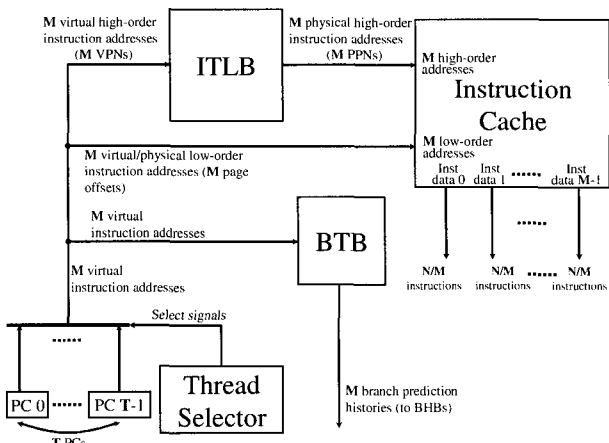 M virtual high-order
instruction addresses
(M VPNs)
ITLB
M physical high-order
instruction addresses
(M PPNs)
M high-order
addresses
Instruction
Cache
M low-order
addresses
Inst
data 0
Inst
data 1
......
Inst
data M-1
M virtual/physical low-order
instruction addresses (M page
offsets)
......
M virtual
instruction addresses
BTB
N/M
instructions
N/M
instructions
......
N/M
instructions
M virtual
instruction addresses
Select signals
......
PC 0
......
PC T-1
T PCs
Thread
Selector
M branch prediction
histories (to BHBs)